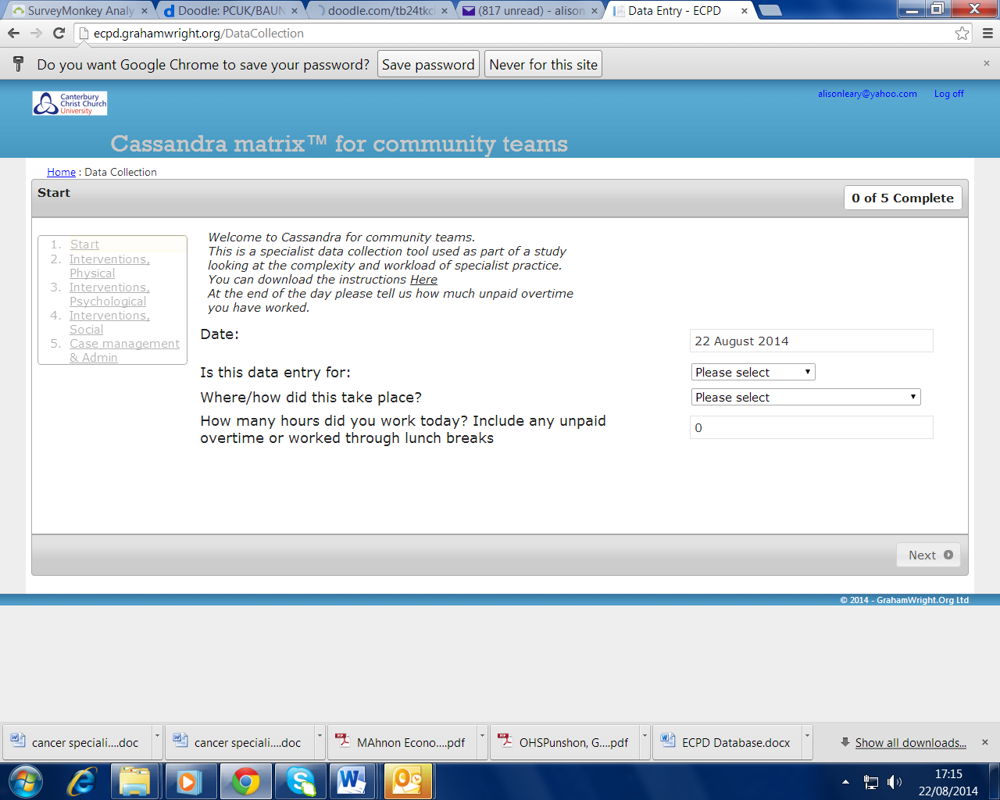 SurveyMonkey Analy
Doodle: PCUK/BAUN
doodle.com/tb24tkcl
(817 unread) - alison
Data Entry - ECPD
ecpd.grahamwright.org/DataCollection
Do you want Google Chrome to save your password?
Save password
Never for this site
Canterbury
Christ Church
University
alisonleary@yahoo.com
Log off
Cassandra matrix™ for community teams
Home : Data Collection
Start
0 of 5 Complete
1. Start
2. Interventions,
Physical
3. Interventions,
Psychological
4. Interventions,
Social
5. Case management
& Admin
Welcome to Cassandra for community teams.
This is a specialist data collection tool used as part of a study
looking at the complexity and workload of specialist practice.
You can download the instructions Here
At the end of the day please tell us how much unpaid overtime
you have worked.
Date:
22 August 2014
Is this data entry for:
Please select
Where/how did this take place?
Please select
How many hours did you work today? Include any unpaid
overtime or worked through lunch breaks
0
Next
© 2014 - GrahamWright.Org Ltd
cancer speciali....doc
cancer speciali....doc
MAhnon Econo....pdf
OHSPunshon, G....pdf
ECPD Database.docx
Show all downloads...
17:15
22/08/2014